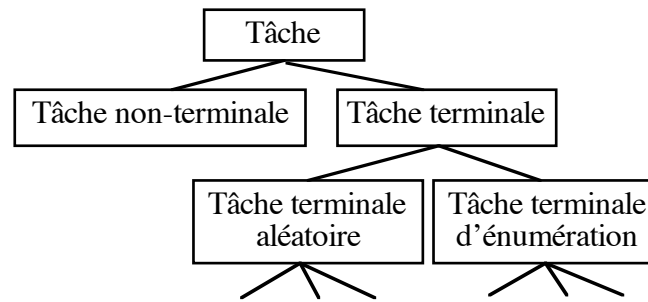 Tâche
Tâche non-terminale
Tâche terminale
Tâche terminale
aléatoire
Tâche terminale
d'énumération